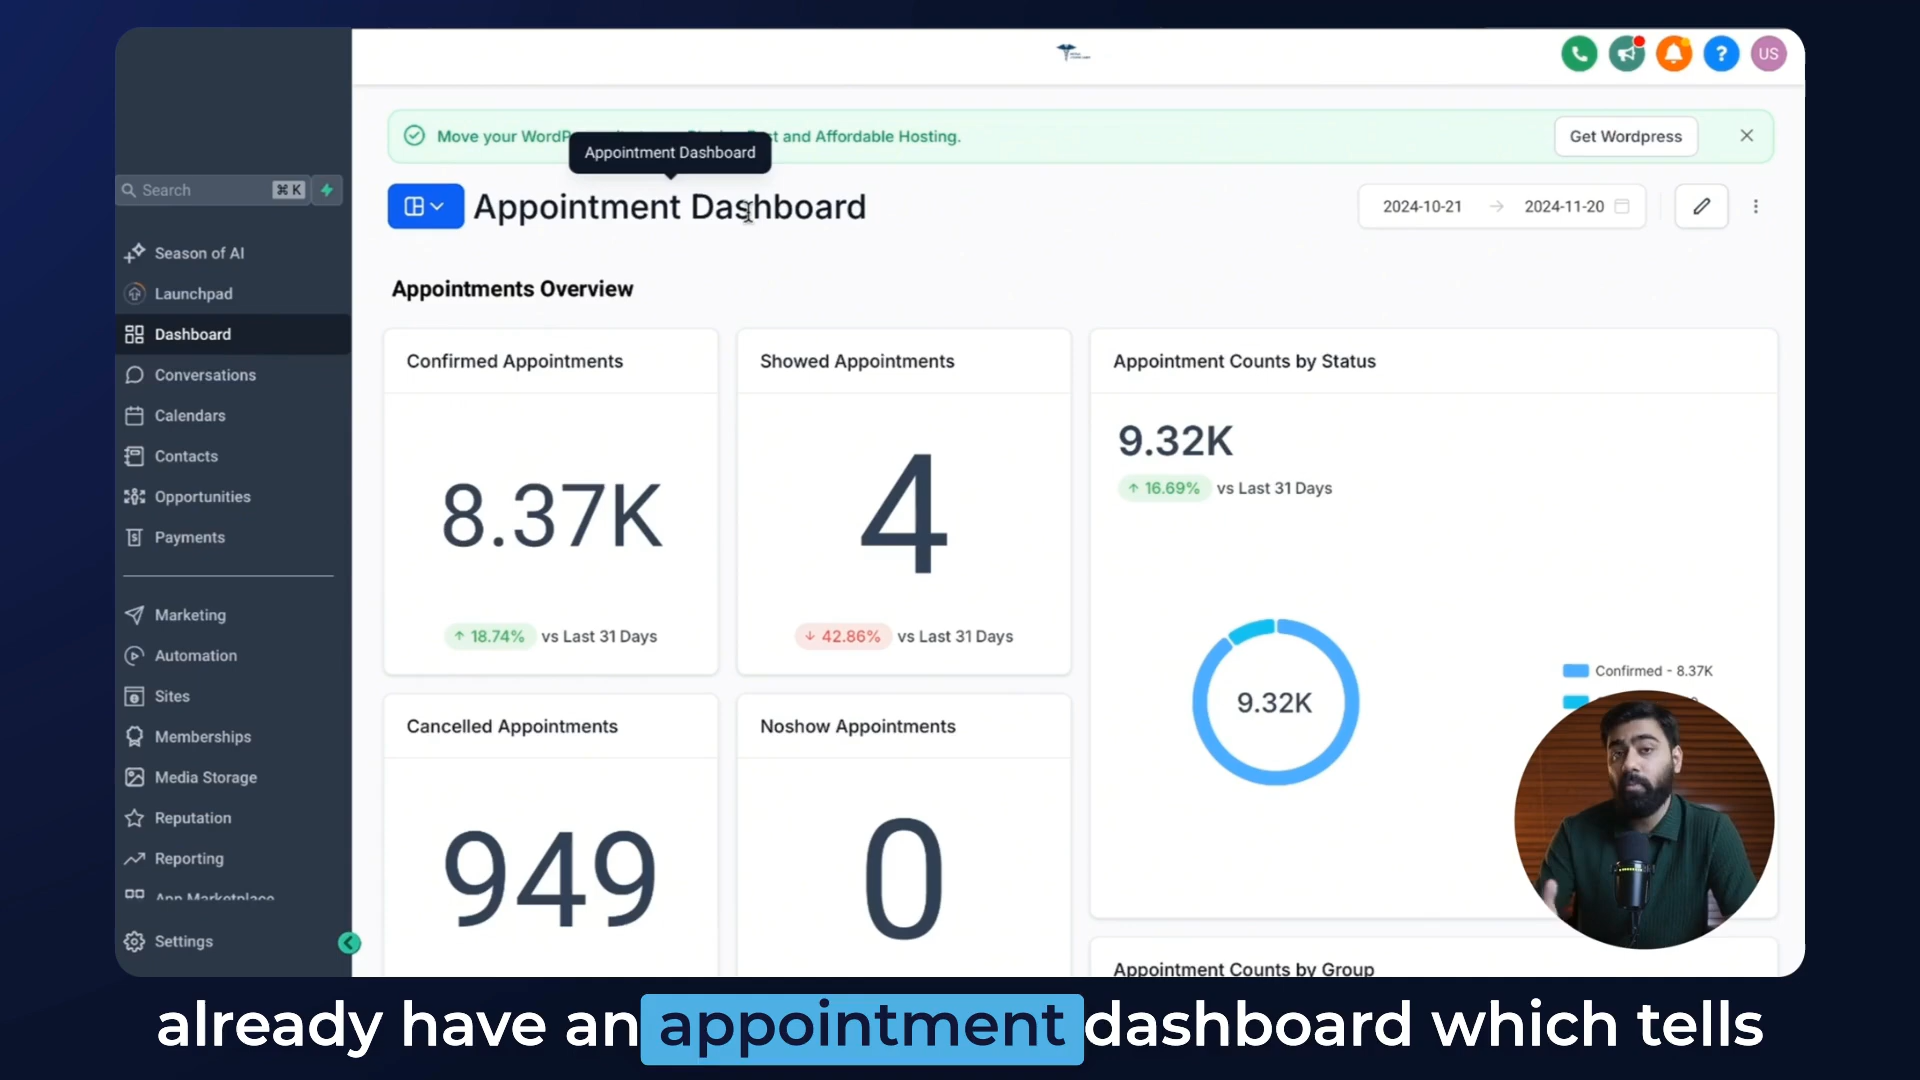 US
Move your WordP
st and Affordable Hosting.
Get Wordpress
Appointment Dashboard
Search
⌘ K
Appointment Dashboard
2024-10-21 → 2024-11-20
Season of AI
Launchpad
Dashboard
Conversations
Calendars
Contacts
Opportunities
Payments
Marketing
Automation
Sites
Memberships
Media Storage
Reputation
Reporting
App Marketplace
Settings
Appointments Overview
Confirmed Appointments
8.37K
↑ 18.74% vs Last 31 Days
Showed Appointments
4
↓ 42.86% vs Last 31 Days
Appointment Counts by Status
9.32K
↑ 16.69% vs Last 31 Days
9.32K
Confirmed - 8.37K
Cancelled Appointments
949
Noshow Appointments
0
Appointment Counts by Group
already have an appointment dashboard which tells